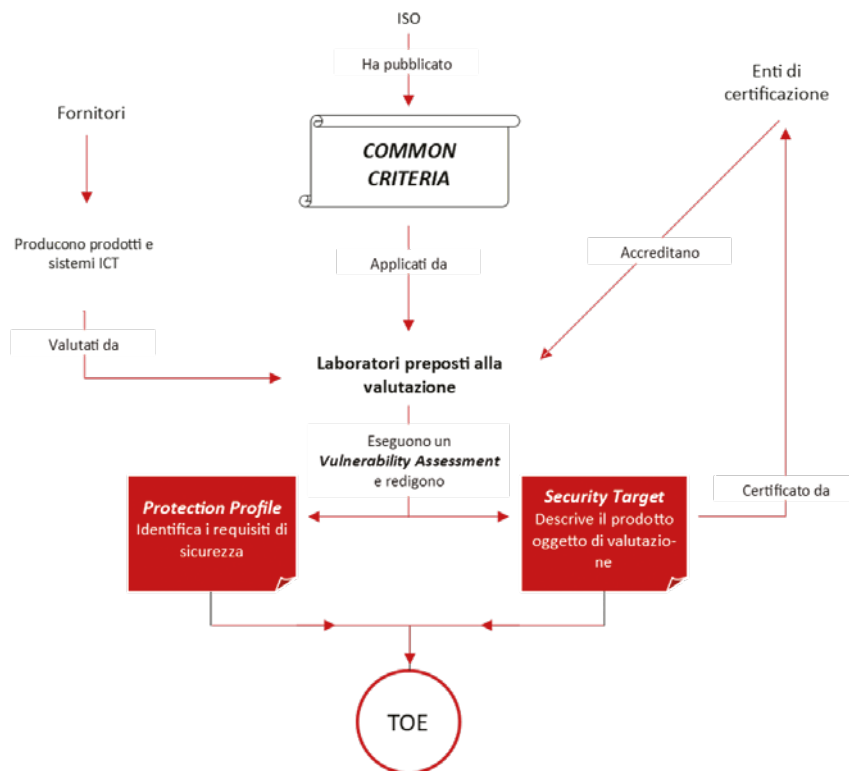 ISO
Ha pubblicato
Enti di
certificazione
Fornitori
COMMON
CRITERIA
Producono prodotti e
sistemi ICT
Applicati da
Accreditano
Valutati da
Laboratori preposti alla
valutazione
Eseguono un
Vulnerability Assessment
e redigono
Protection Profile
Identifica i requisiti di
sicurezza
Security Target
Descrive il prodotto
oggetto di valutazio-
ne
Certificato da
TOE